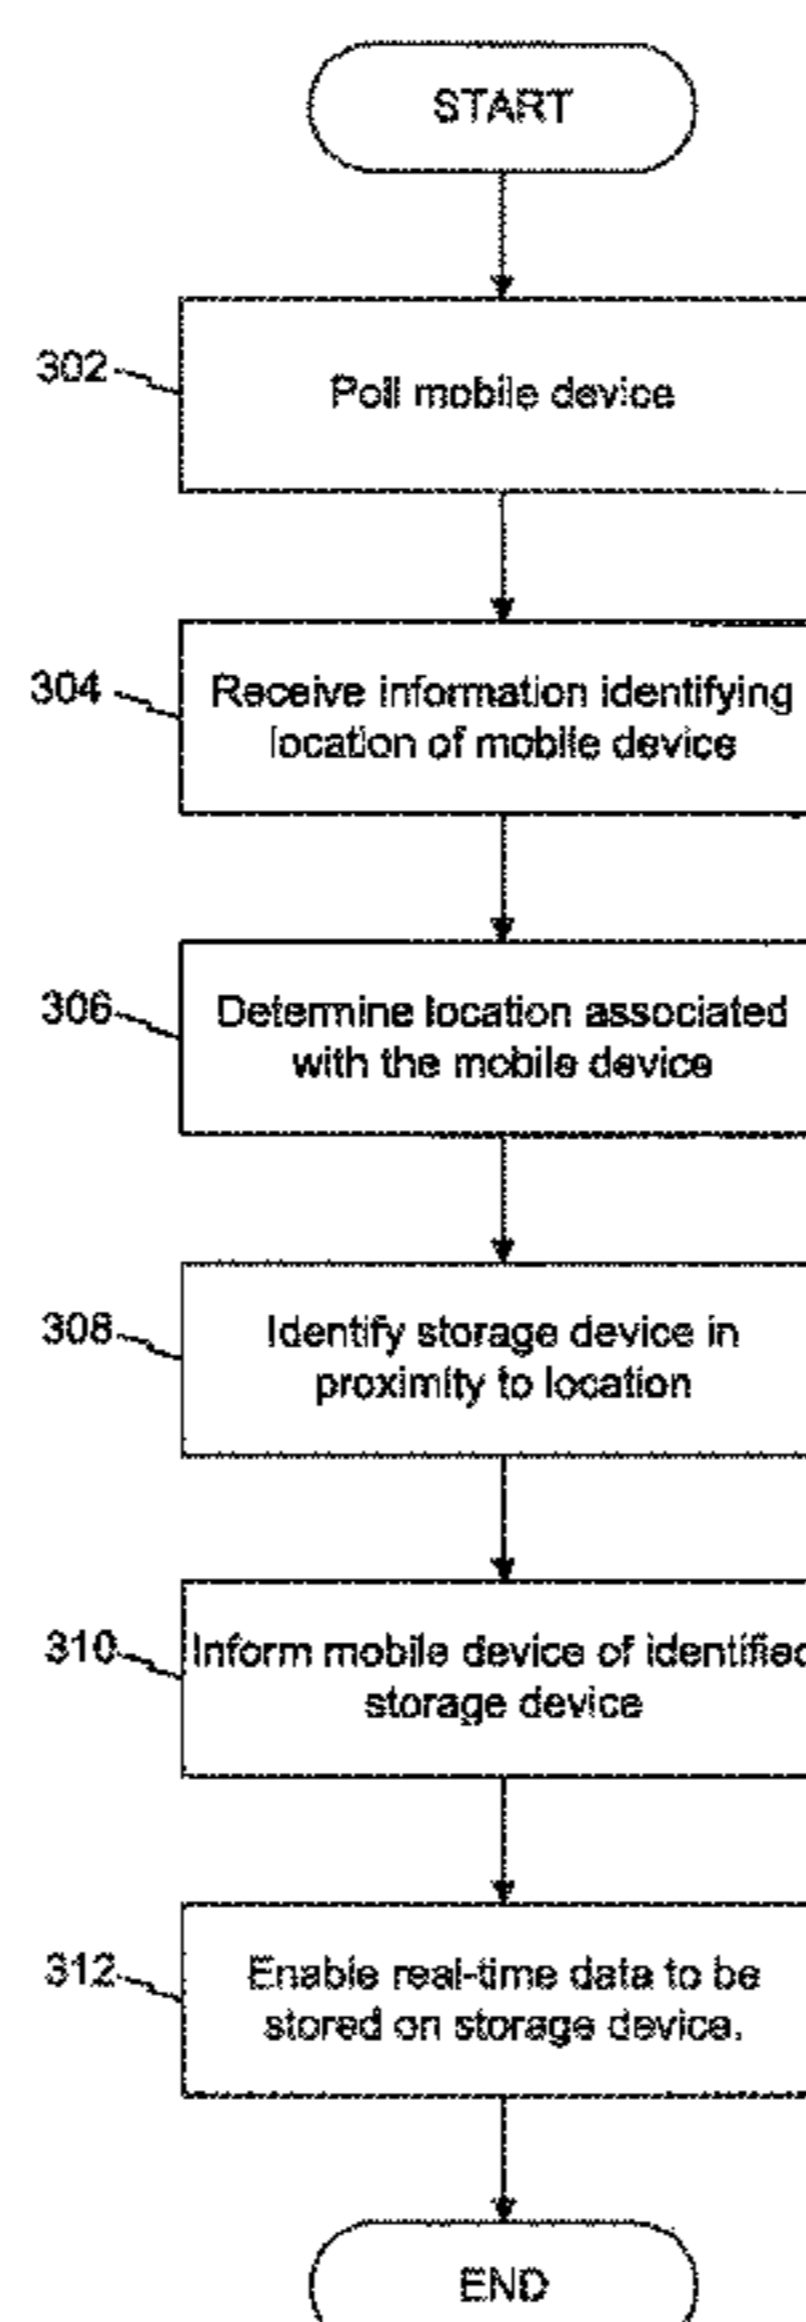 START
302
Poll mobile device
304
Receive information identifying
location of mobile device
306
Determine location associated
with the mobile device
308
Identify storage device in
proximity to location
310
Inform mobile device of identified
storage device
312
Enable real-time data to be
stored on storage device.
END